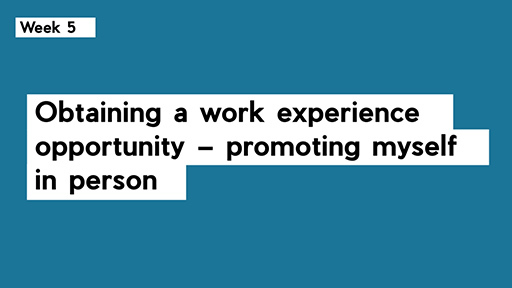 Week 5
Obtaining a work experience
opportunity – promoting myself
in person